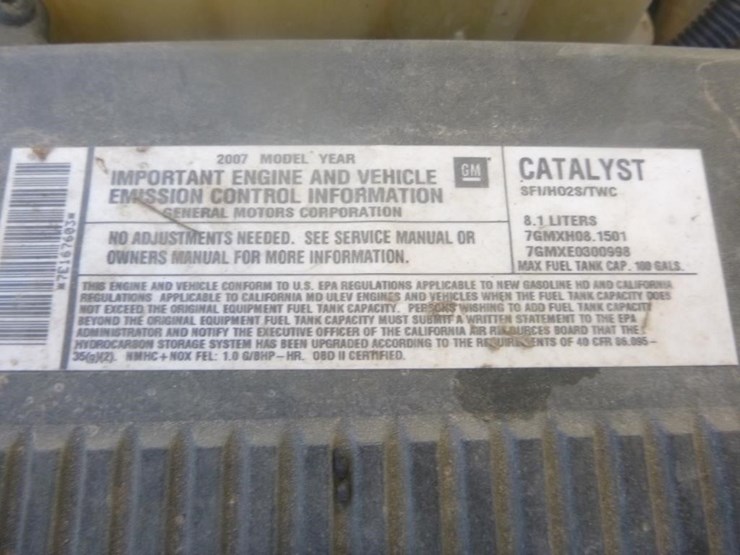 *7E167603*
2007 MODEL YEAR
IMPORTANT ENGINE AND VEHICLE
EMISSION CONTROL INFORMATION
GENERAL MOTORS CORPORATION
GM
NO ADJUSTMENTS NEEDED. SEE SERVICE MANUAL OR
OWNERS MANUAL FOR MORE INFORMATION.
CATALYST
SFI/HO2S/TWC
8.1 LITERS
7GMXH08.1501
7GMXE0300998
MAX FUEL TANK CAP. 100 GALS.
THIS ENGINE AND VEHICLE CONFORM TO U.S. EPA REGULATIONS APPLICABLE TO NEW GASOLINE HD AND CALIFORNIA
REGULATIONS APPLICABLE TO CALIFORNIA MD ULEV ENGINES AND VEHICLES WHEN THE FUEL TANK CAPACITY DOES
NOT EXCEED THE ORIGINAL EQUIPMENT FUEL TANK CAPACITY. PERSONS WISHING TO ADD FUEL TANK CAPACITY
BEYOND THE ORIGINAL EQUIPMENT FUEL TANK CAPACITY MUST SUBMIT A WRITTEN STATEMENT TO THE EPA
ADMINISTRATOR AND NOTIFY THE EXECUTIVE OFFICER OF THE CALIFORNIA AIR RESOURCES BOARD THAT THE
HYDROCARBON STORAGE SYSTEM HAS BEEN UPGRADED ACCORDING TO THE REQUIREMENTS OF 40 CFR 86.095-
35(g)(2). NMHC+NOX FEL: 1.0 G/BHP-HR. OBD II CERTIFIED.